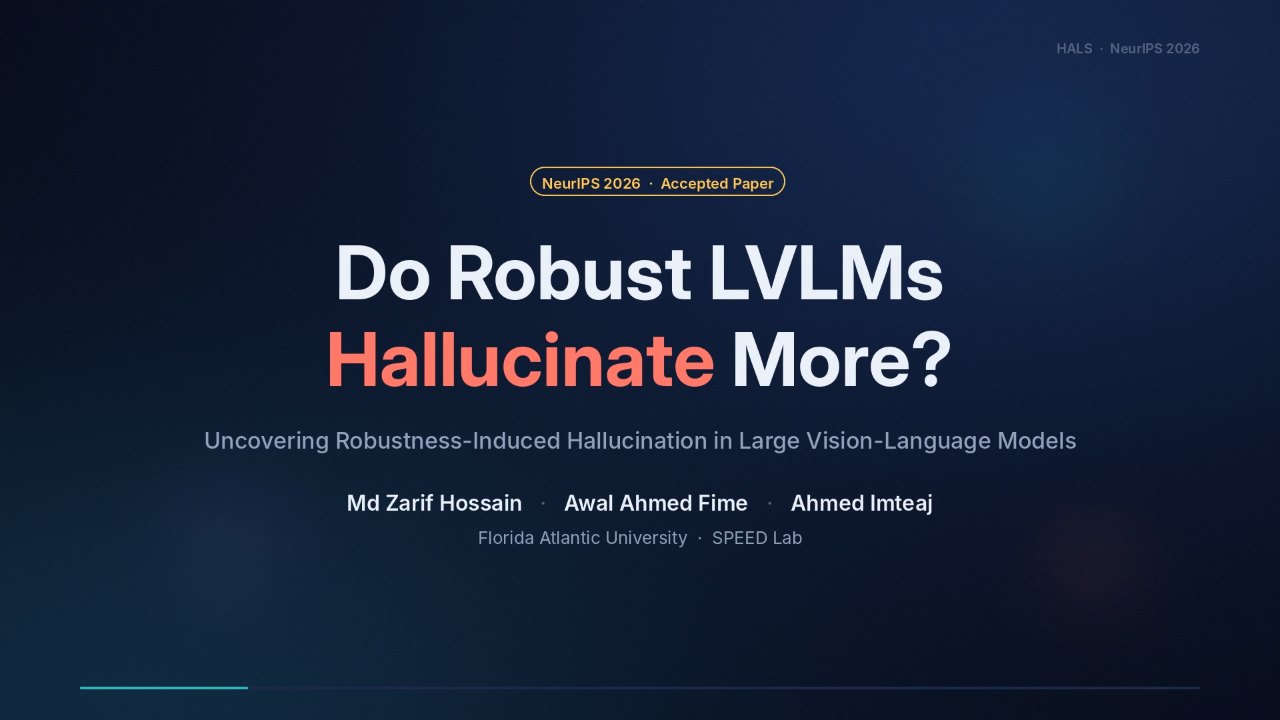 HALS · NeurIPS 2026
NeurIPS 2026 · Accepted Paper
Do Robust LVLMs
Hallucinate More?
Uncovering Robustness-Induced Hallucination in Large Vision-Language Models
Md Zarif Hossain · Awal Ahmed Fime · Ahmed Imteaj
Florida Atlantic University · SPEED Lab